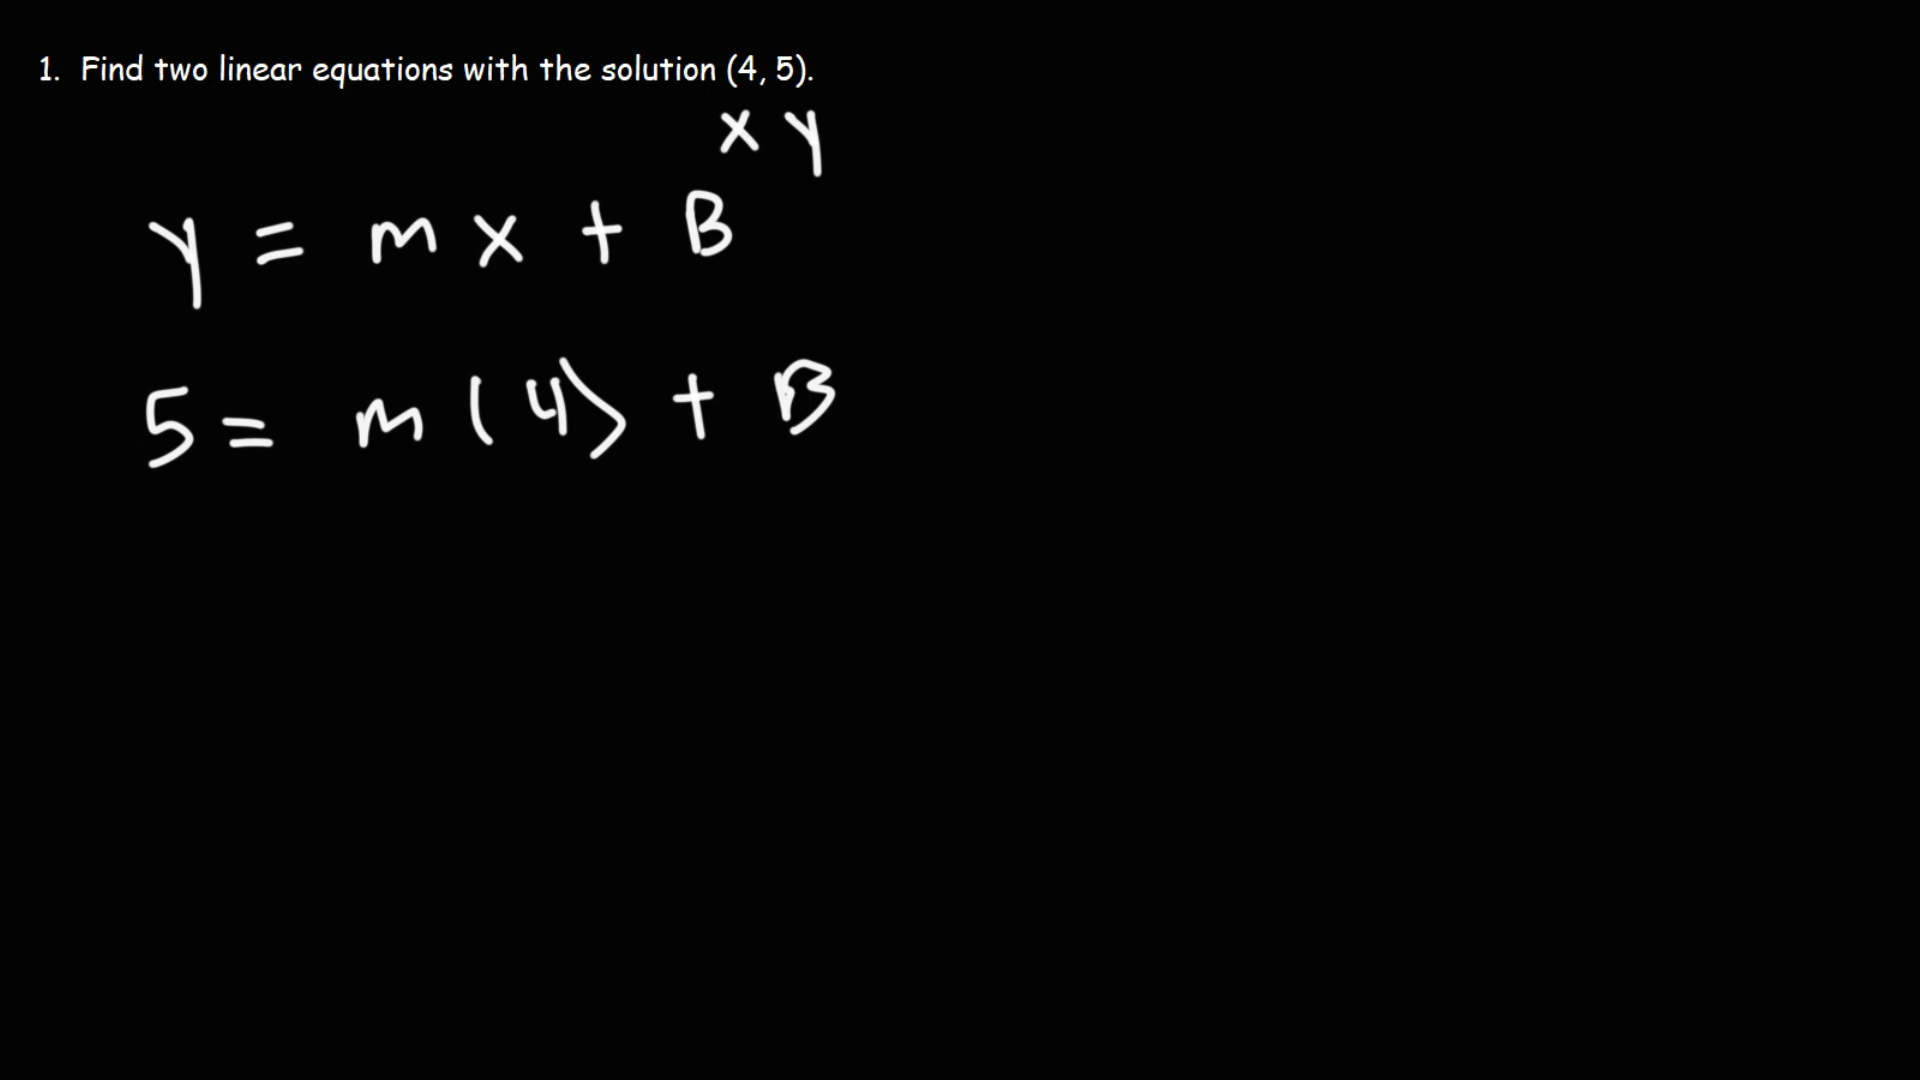 1. Find two linear equations with the solution (4, 5).
x y
y = mx + B
5 = m(4) + B